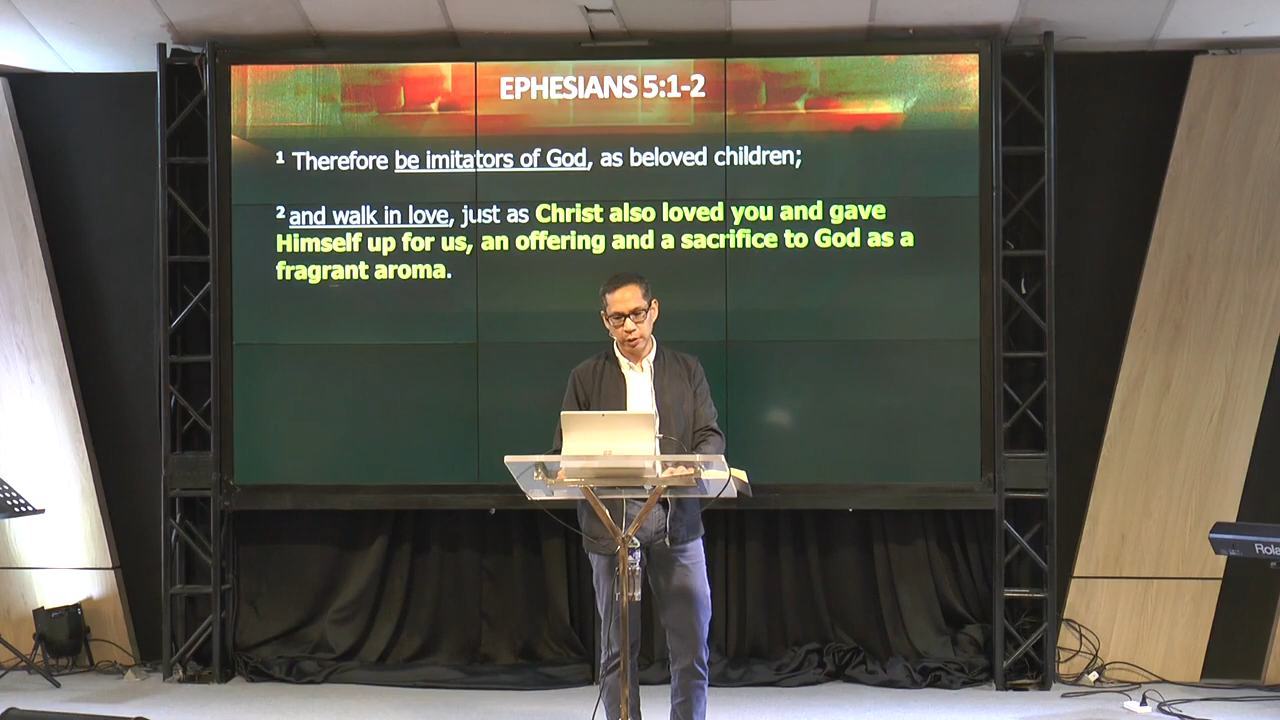 EPHESIANS 5:1-2
¹ Therefore be imitators of God, as beloved children;
² and walk in love, just as Christ also loved you and gave
Himself up for us, an offering and a sacrifice to God as a
fragrant aroma.
Rola